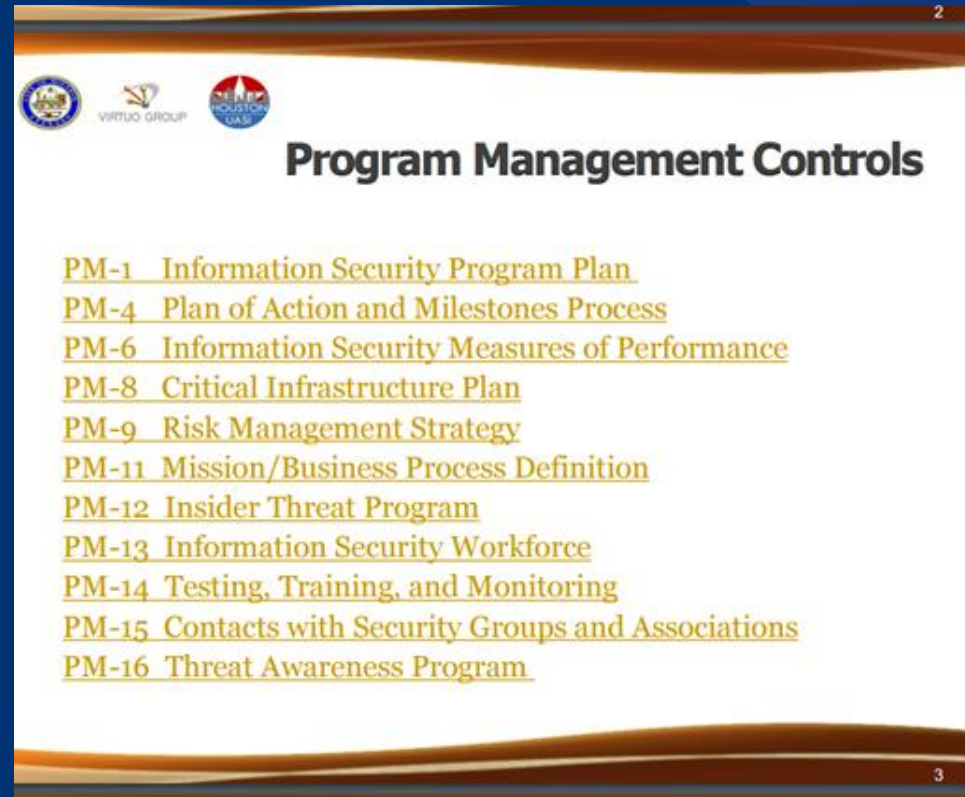 2
VIRTUO GROUP
HOUSTON
UASI
Program Management Controls
PM-1 Information Security Program Plan
PM-4 Plan of Action and Milestones Process
PM-6 Information Security Measures of Performance
PM-8 Critical Infrastructure Plan
PM-9 Risk Management Strategy
PM-11 Mission/Business Process Definition
PM-12 Insider Threat Program
PM-13 Information Security Workforce
PM-14 Testing, Training, and Monitoring
PM-15 Contacts with Security Groups and Associations
PM-16 Threat Awareness Program
3